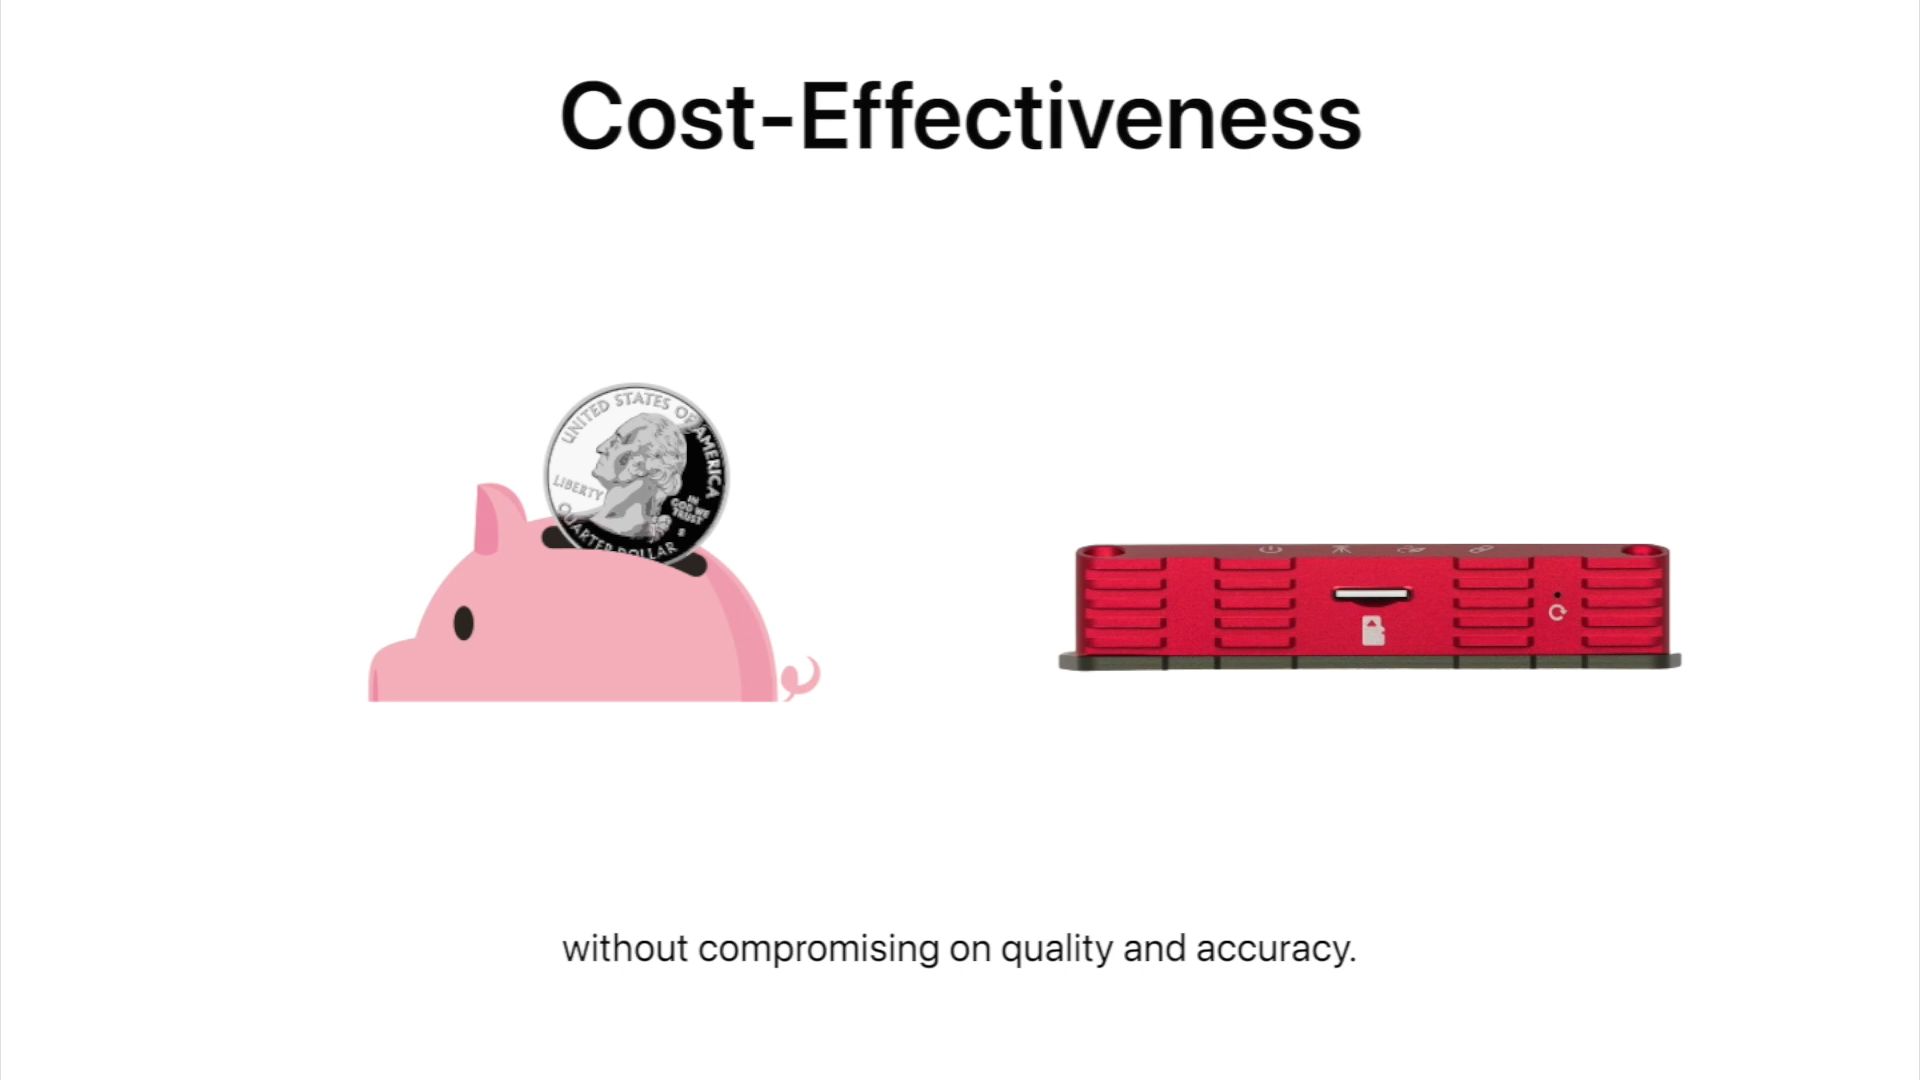 Cost-Effectiveness
UNITED STATES OF AMERICA
LIBERTY
IN
GOD WE
TRUST
S
QUARTER DOLLAR
without compromising on quality and accuracy.